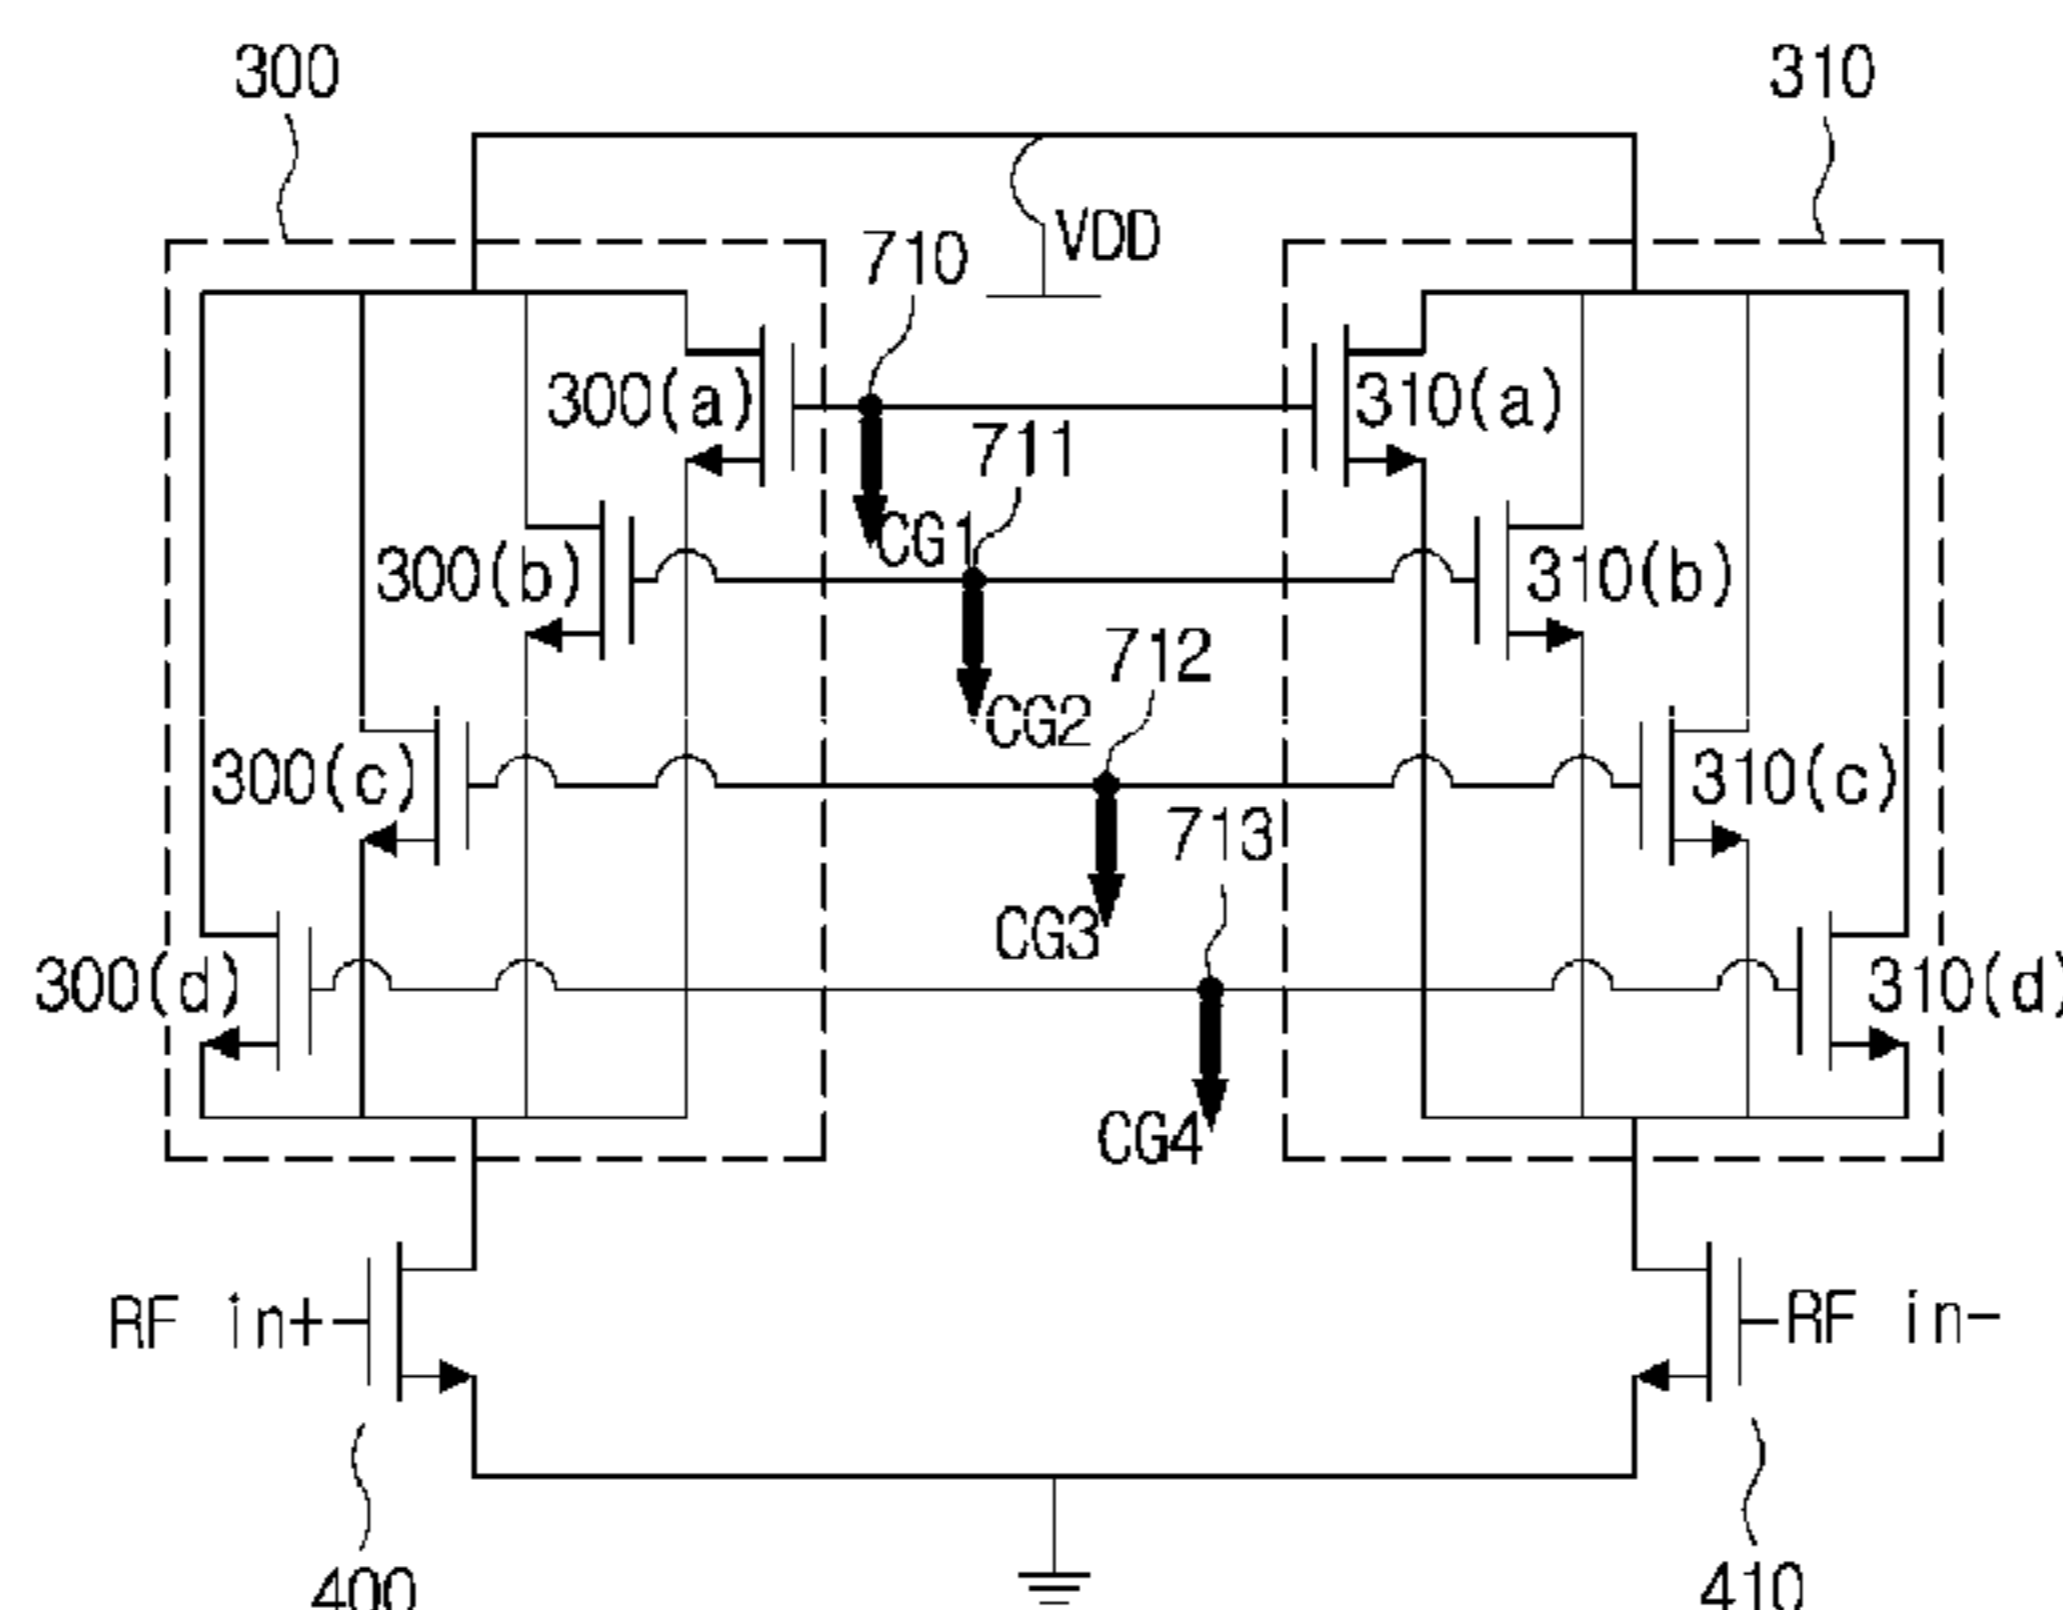 300
310
VDD
710
300(a)
310(a)
711
CG1
300(b)
310(b)
712
CG2
300(c)
310(c)
713
CG3
300(d)
310(d)
CG4
RF in+
RF in-
400
410